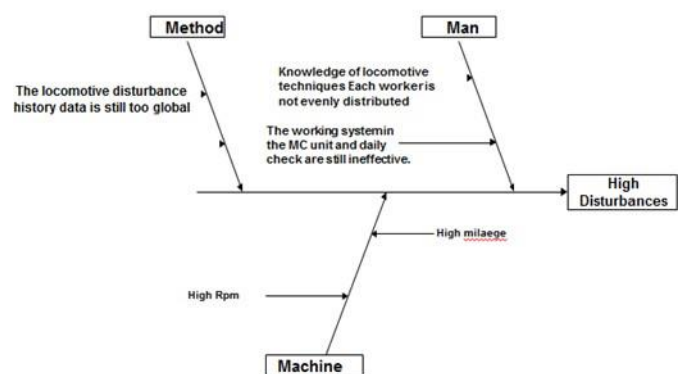 Method
Man
The locomotive disturbance
history data is still too global
Knowledge of locomotive
techniques Each worker is
not evenly distributed
The working systemin
the MC unit and daily
check are still ineffective.
High
Disturbances
High milaege
High Rpm
Machine